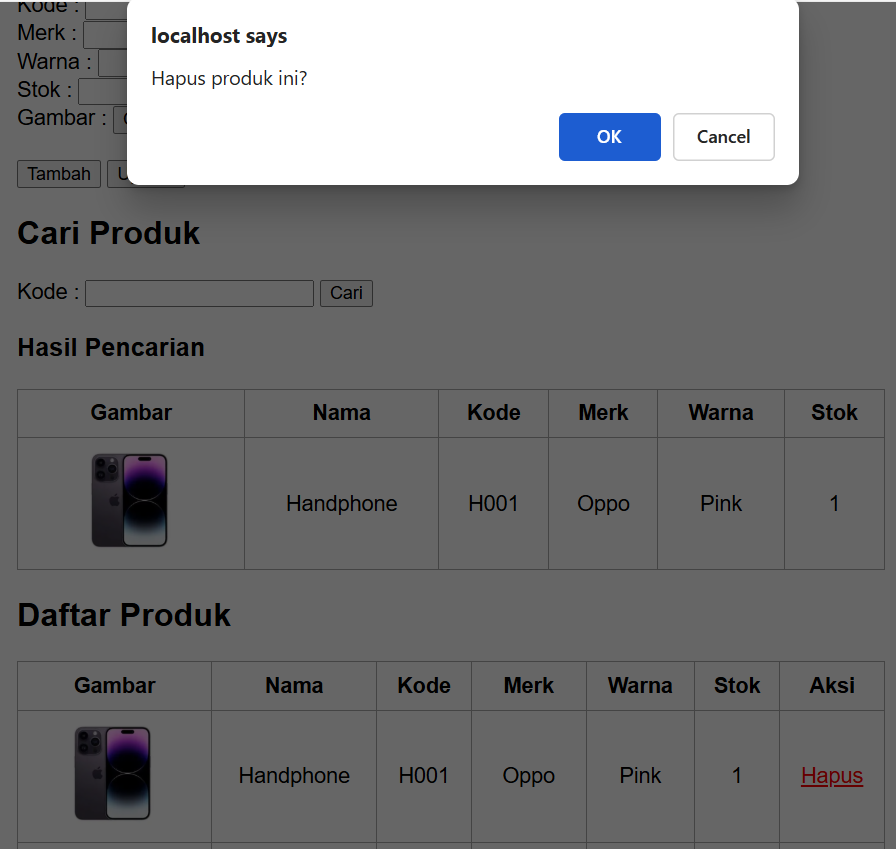 localhost says
Hapus produk ini?
OK Cancel
Kode :
Merk :
Warna :
Stok :
Gambar :
Tambah
Cari Produk
Kode : Cari
Hasil Pencarian
Gambar Nama Kode Merk Warna Stok
Handphone H001 Oppo Pink 1
Daftar Produk
Gambar Nama Kode Merk Warna Stok Aksi
Handphone H001 Oppo Pink 1 Hapus